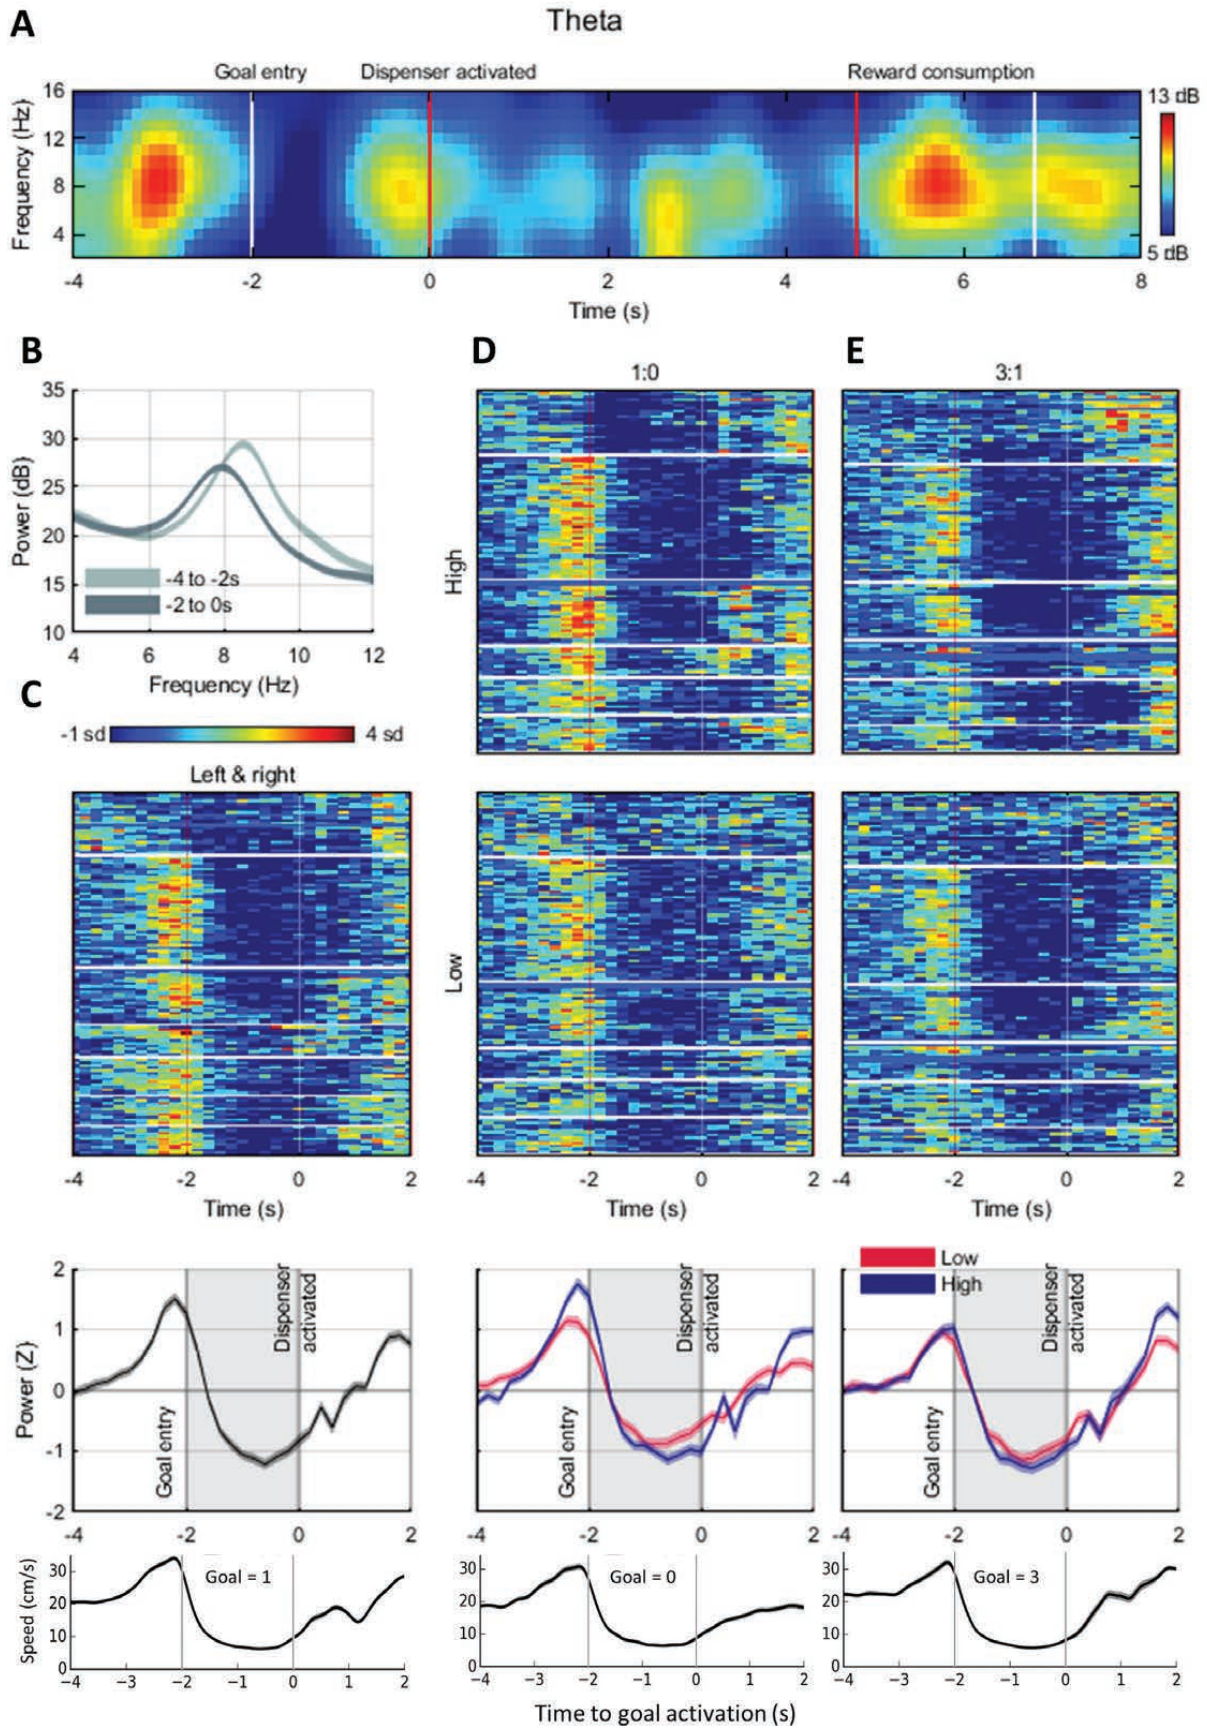 A
Theta
Goal entry
Dispenser activated
Reward consumption
Frequency (Hz)
16
12
8
4
13 dB
5 dB
-4 -2 0 2 4 6 8
Time (s)
B
Power (dB)
35
30
25
20
15
10
-4 to -2s
-2 to 0s
4 6 8 10 12
Frequency (Hz)
C
-1 sd
4 sd
Left & right
-4 -2 0 2
Time (s)
D
1:0
High
Low
-4 -2 0 2
Time (s)
E
3:1
-4 -2 0 2
Time (s)
Power (Z)
2
1
0
-1
-2
Goal entry
Dispenser
activated
-4 -2 0 2
Goal entry
Dispenser
activated
-4 -2 0 2
Low
High
Goal entry
Dispenser
activated
-4 -2 0 2
Speed (cm/s)
30
20
10
0
Goal = 1
−4 −3 −2 −1 0 1 2
30
20
10
0
Goal = 0
−4 −3 −2 −1 0 1 2
30
20
10
0
Goal = 3
−4 −3 −2 −1 0 1 2
Time to goal activation (s)